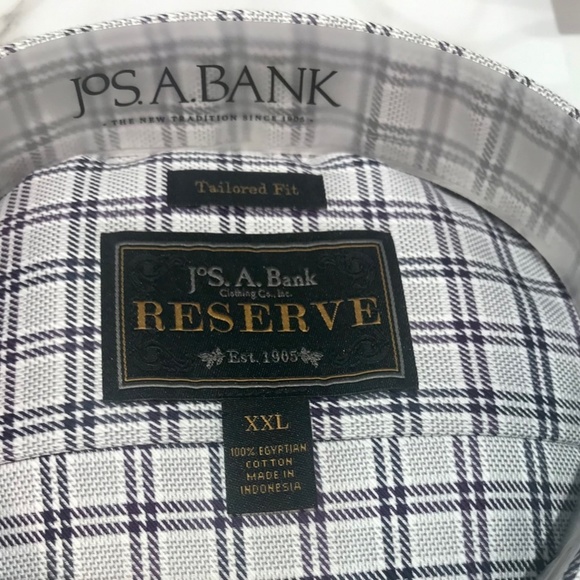 JoS. A. BANK
· THE NEW TRADITION SINCE 1905 ·
Tailored Fit
JoS. A. Bank
Clothing Co., Inc.
RESERVE
Est. 1905
XXL
100% EGYPTIAN
COTTON
MADE IN
INDONESIA